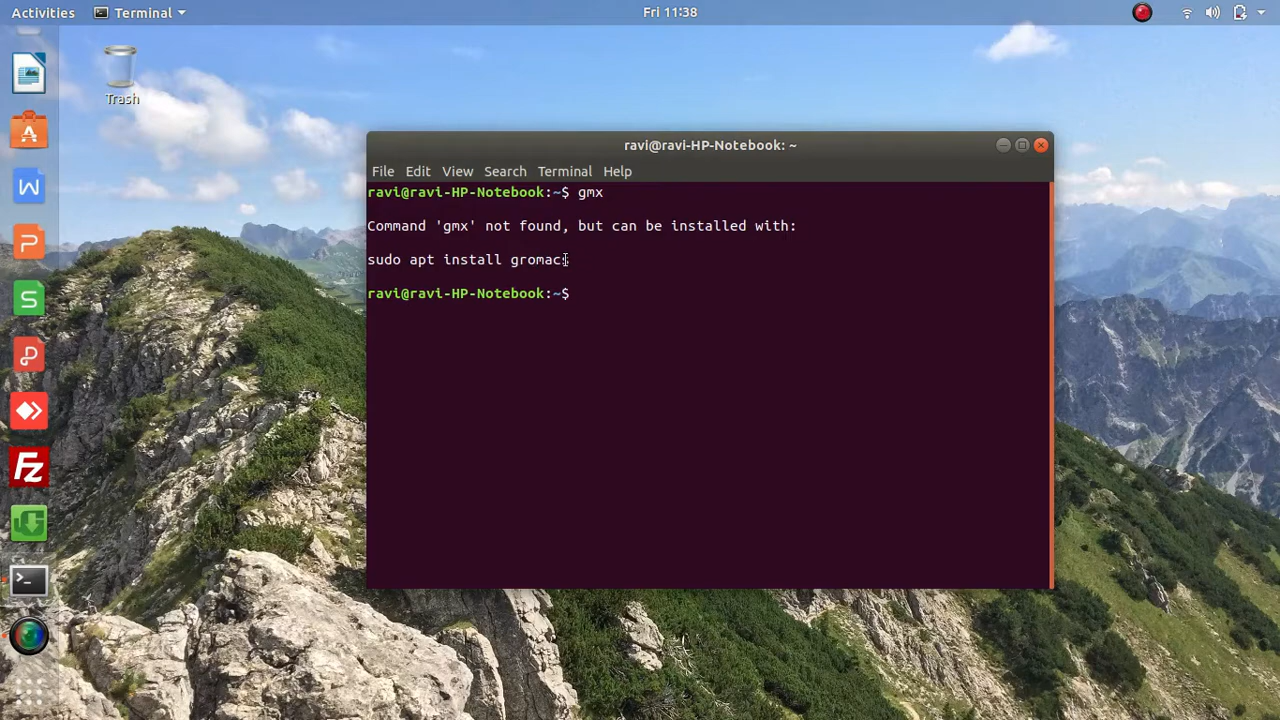 Activities Terminal Fri 11:38
Trash
ravi@ravi-HP-Notebook: ~
File Edit View Search Terminal Help
ravi@ravi-HP-Notebook:~$ gmx
Command 'gmx' not found, but can be installed with:
sudo apt install gromacs
ravi@ravi-HP-Notebook:~$